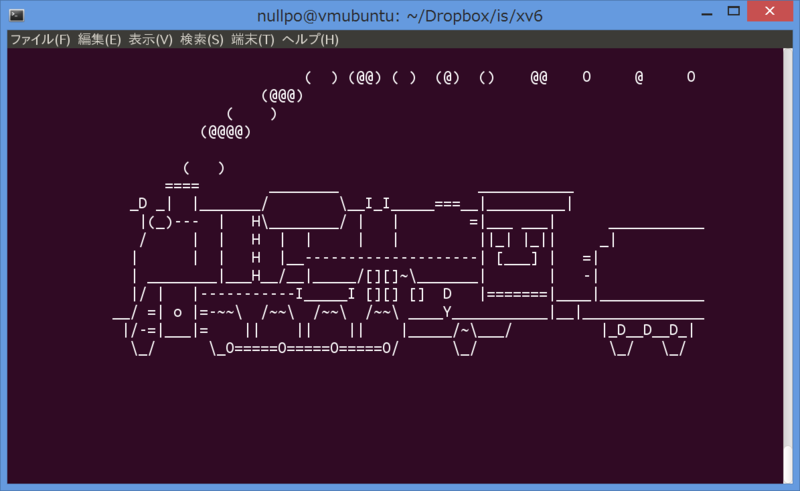 nullpo@vmubuntu: ~/Dropbox/is/xv6
ファイル(F) 編集(E) 表示(V) 検索(S) 端末(T) ヘルプ(H)
                                  (  ) (@@) ( )  (@)  ()    @@    O     @     O
                             (@@@)
                         (    )
                      (@@@@)

                    (   )
                  ====        ________                ___________
              _D _|  |_______/        \__I_I_____===__|_________|
               |(_)---  |   H\________/ |   |        =|___ ___|      ______________
               /     |  |   H  |  |     |   |         ||_| |_||     _|
              |      |  |   H  |__--------------------| [___] |   =|
              | ________|___H__/__|_____/[][]~\_______|       |   -|
              |/ |   |-----------I_____I [][] []  D   |=======|____|_______________
            __/ =| o |=-~~\  /~~\  /~~\  /~~\ ____Y___________|__|_________________
             |/-=|___|=    ||    ||    ||    |_____/~\___/          |_D__D__D_|
              \_/      \_O=====O=====O=====O/      \_/               \_/   \_/